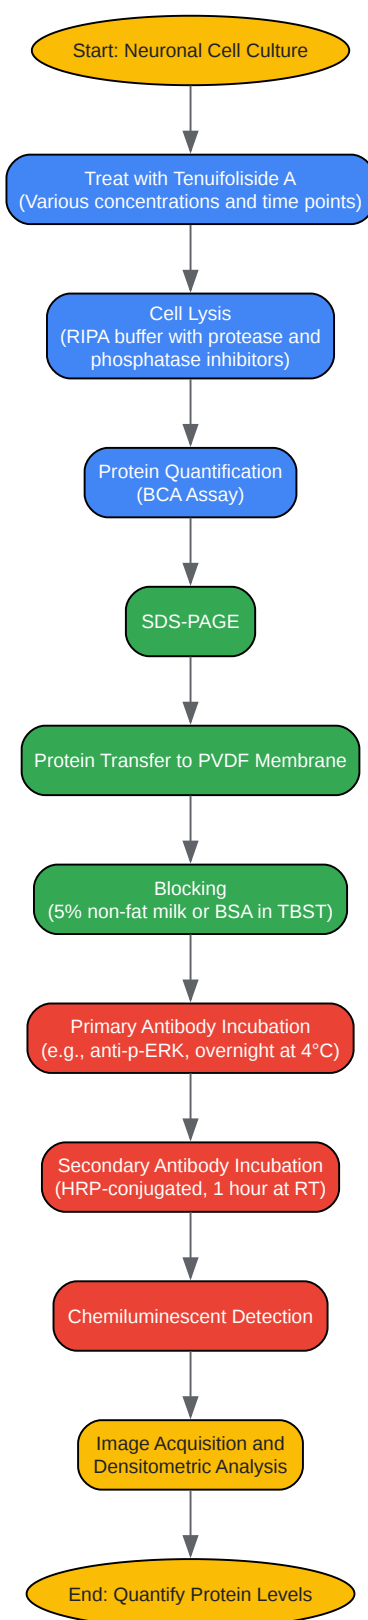 Start: Neuronal Cell Culture
Treat with Tenuifoliside A
(Various concentrations and time points)
Cell Lysis
(RIPA buffer with protease and
phosphatase inhibitors)
Protein Quantification
(BCA Assay)
SDS-PAGE
Protein Transfer to PVDF Membrane
Blocking
(5% non-fat milk or BSA in TBST)
Primary Antibody Incubation
(e.g., anti-p-ERK, overnight at 4°C)
Secondary Antibody Incubation
(HRP-conjugated, 1 hour at RT)
Chemiluminescent Detection
Image Acquisition and
Densitometric Analysis
End: Quantify Protein Levels